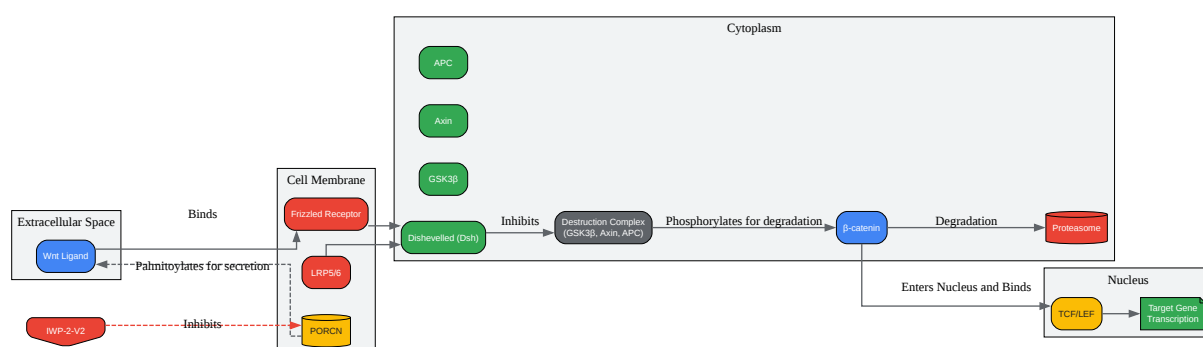 Cytoplasm
APC
Axin
GSK3β
Cell Membrane
Frizzled Receptor
Binds
Extracellular Space
Wnt Ligand
Dishevelled (Dsh)
Inhibits
Destruction Complex
(GSK3β, Axin, APC)
Phosphorylates for degradation
β-catenin
Degradation
Proteasome
Palmitoylates for secretion
LRP5/6
Enters Nucleus and Binds
Nucleus
TCF/LEF
Target Gene
Transcription
IWP-2-V2
Inhibits
PORCN